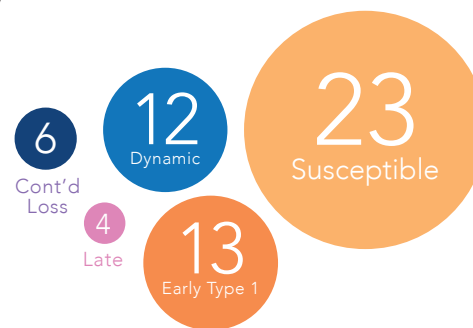 23
Susceptible
12
Dynamic
6
Cont'd
Loss
4
Late
13
Early Type 1